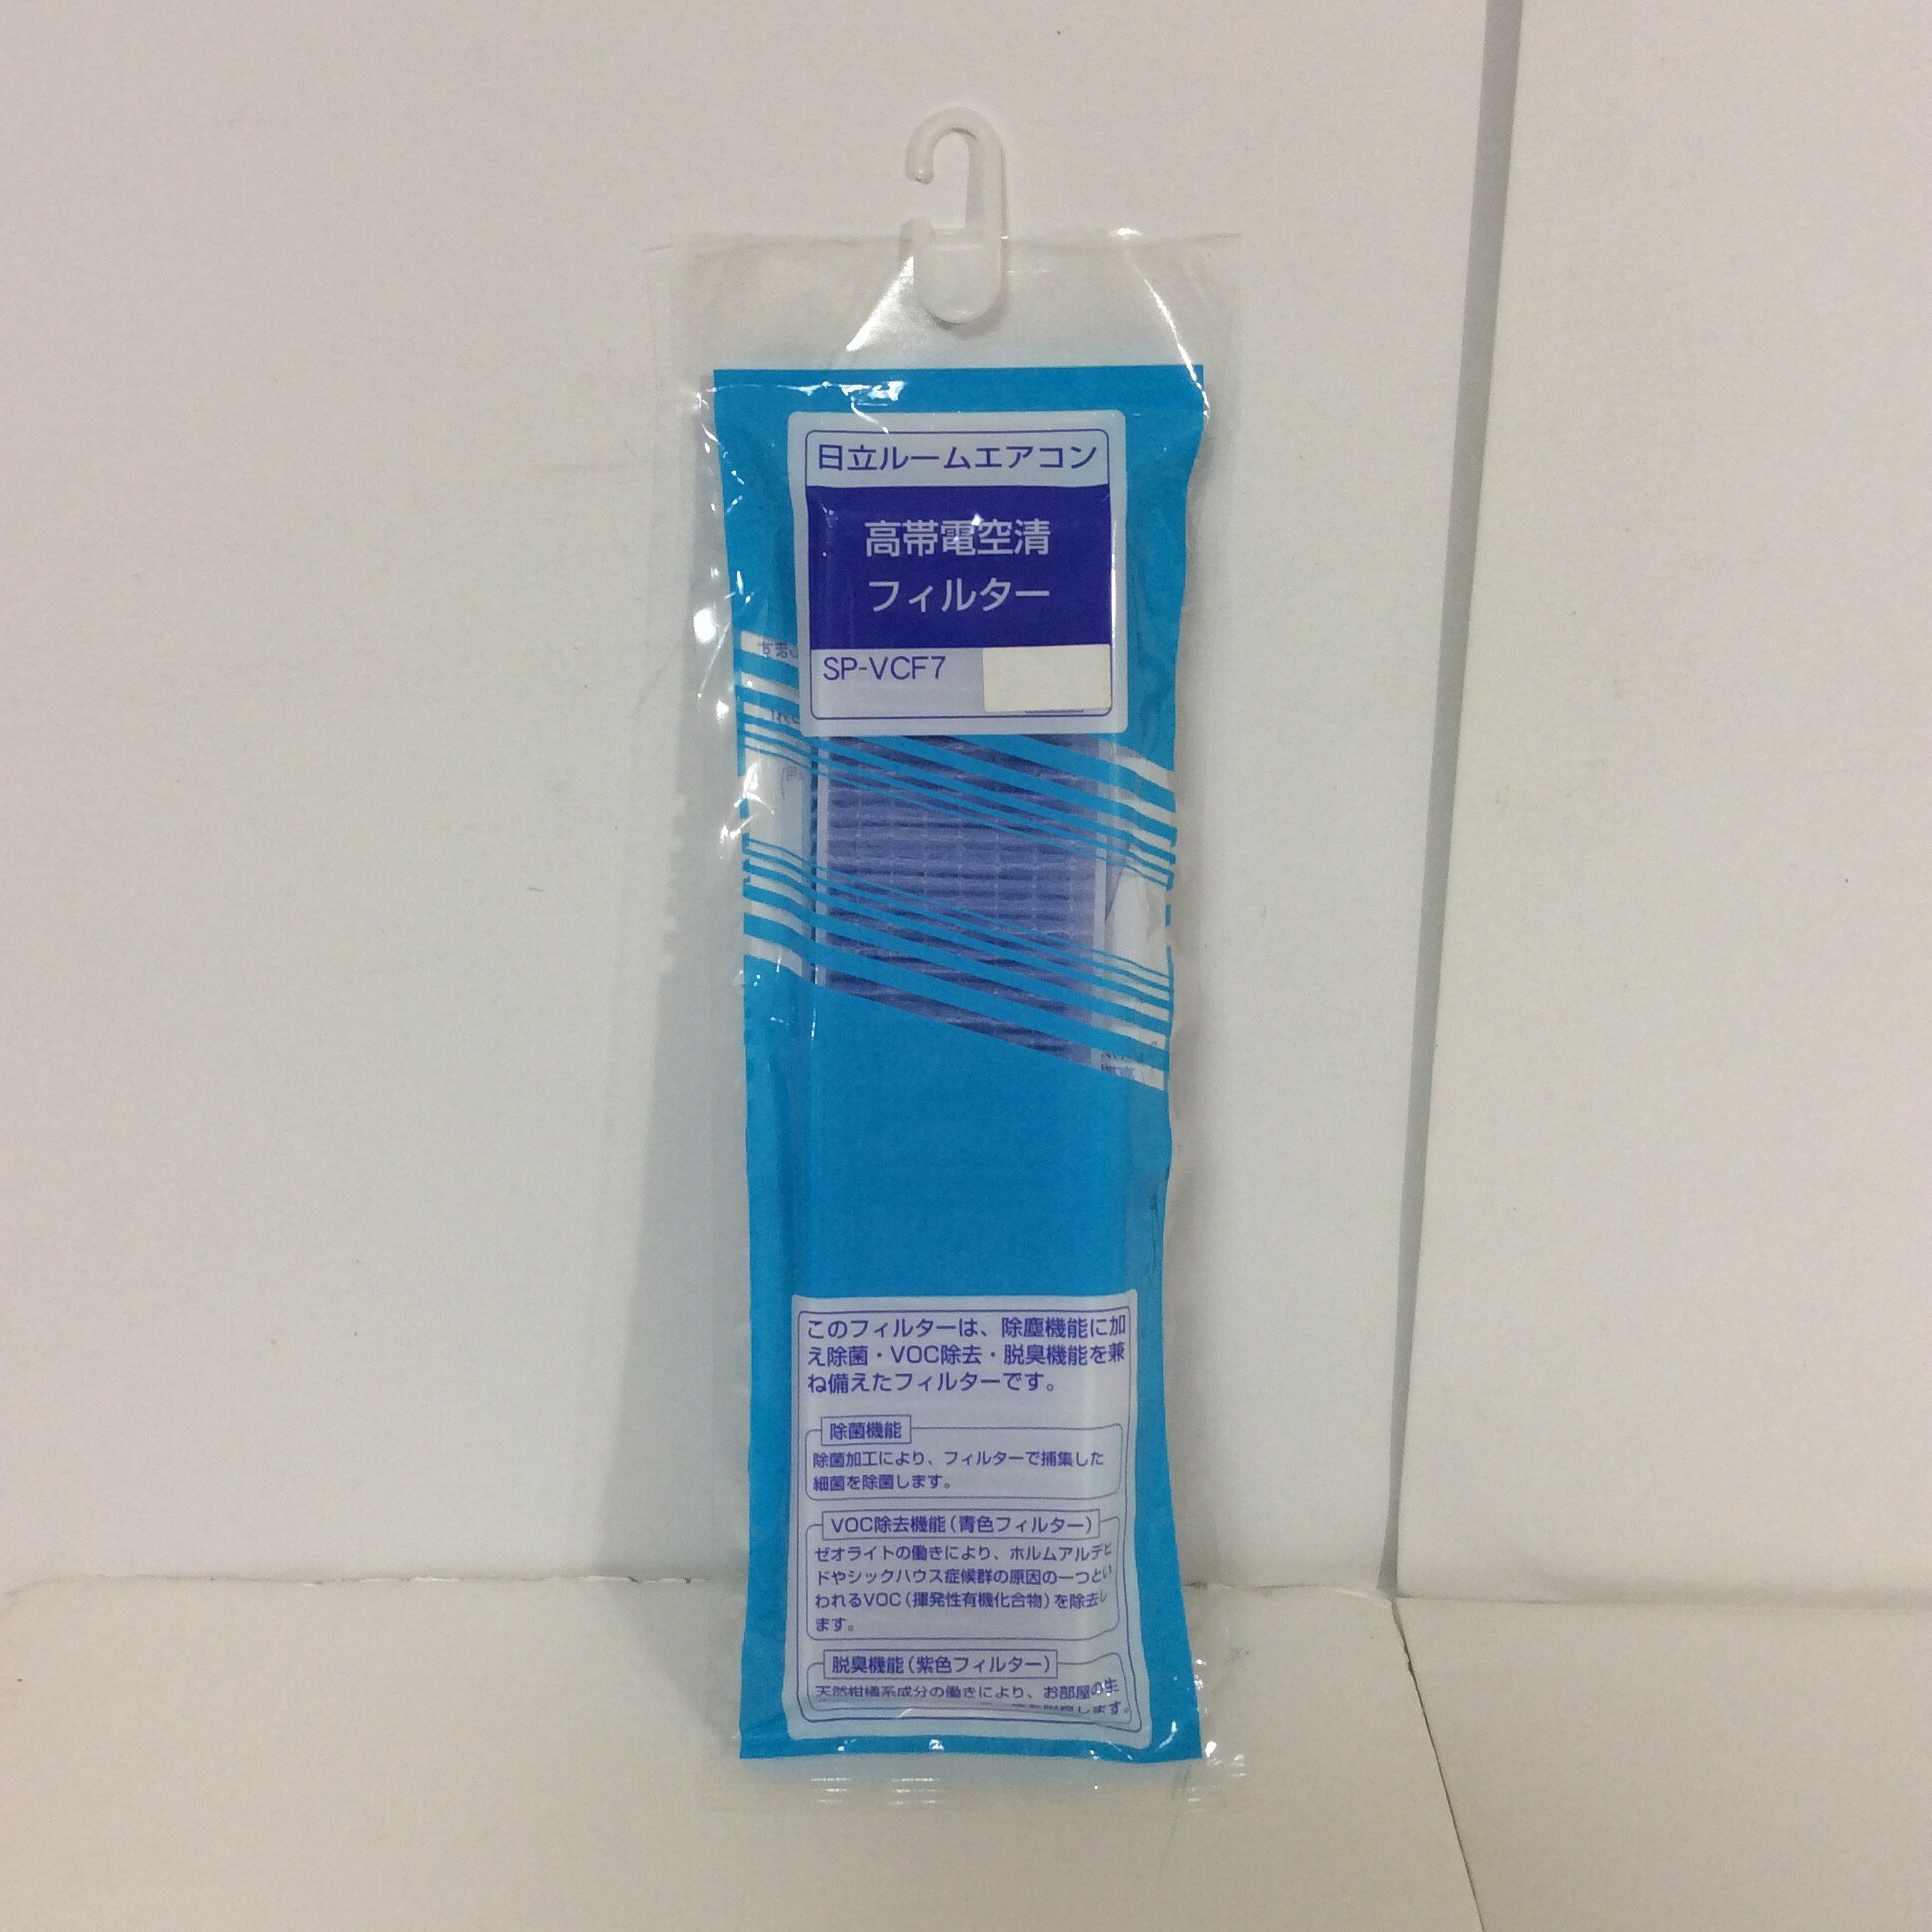 日立ルームエアコン
高帯電空清
フィルター
SP-VCF7
このフィルターは、除塵機能に加
え除菌・VOC除去・脱臭機能を兼
ね備えたフィルターです。
除菌機能
除菌加工により、フィルターで捕集した
細菌を除菌します。
VOC除去機能(青色フィルター)
ゼオライトの働きにより、ホルムアルデヒ
ドやシックハウス症候群の原因の一つとい
われるVOC(揮発性有機化合物)を除去し
ます。
脱臭機能(紫色フィルター)
天然柑橘系成分の働きにより、お部屋の生
します。